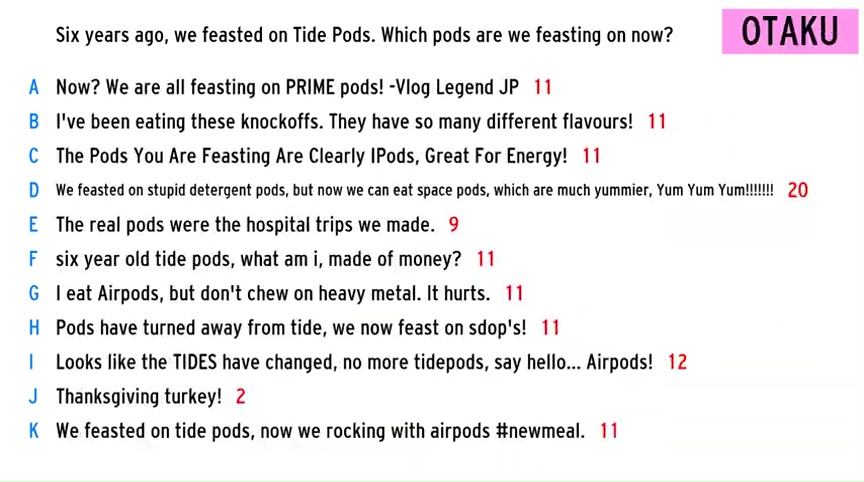 Six years ago, we feasted on Tide Pods. Which pods are we feasting on now?
OTAKU
A Now? We are all feasting on PRIME pods! -Vlog Legend JP 11
B I've been eating these knockoffs. They have so many different flavours! 11
C The Pods You Are Feasting Are Clearly IPods, Great For Energy! 11
D We feasted on stupid detergent pods, but now we can eat space pods, which are much yummier, Yum Yum Yum!!!!!!! 20
E The real pods were the hospital trips we made. 9
F six year old tide pods, what am i, made of money? 11
G I eat Airpods, but don't chew on heavy metal. It hurts. 11
H Pods have turned away from tide, we now feast on sdop's! 11
I Looks like the TIDES have changed, no more tidepods, say hello... Airpods! 12
J Thanksgiving turkey! 2
K We feasted on tide pods, now we rocking with airpods #newmeal. 11